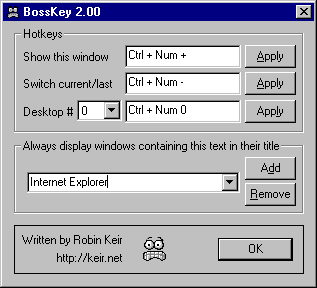 BossKey 2.00
Hotkeys
Show this window Ctrl + Num + Apply
Switch current/last Ctrl + Num - Apply
Desktop # 0 Ctrl + Num 0 Apply
Always display windows containing this text in their title
Add
Internet Explorer
Remove
Written by Robin Keir
http://keir.net
OK